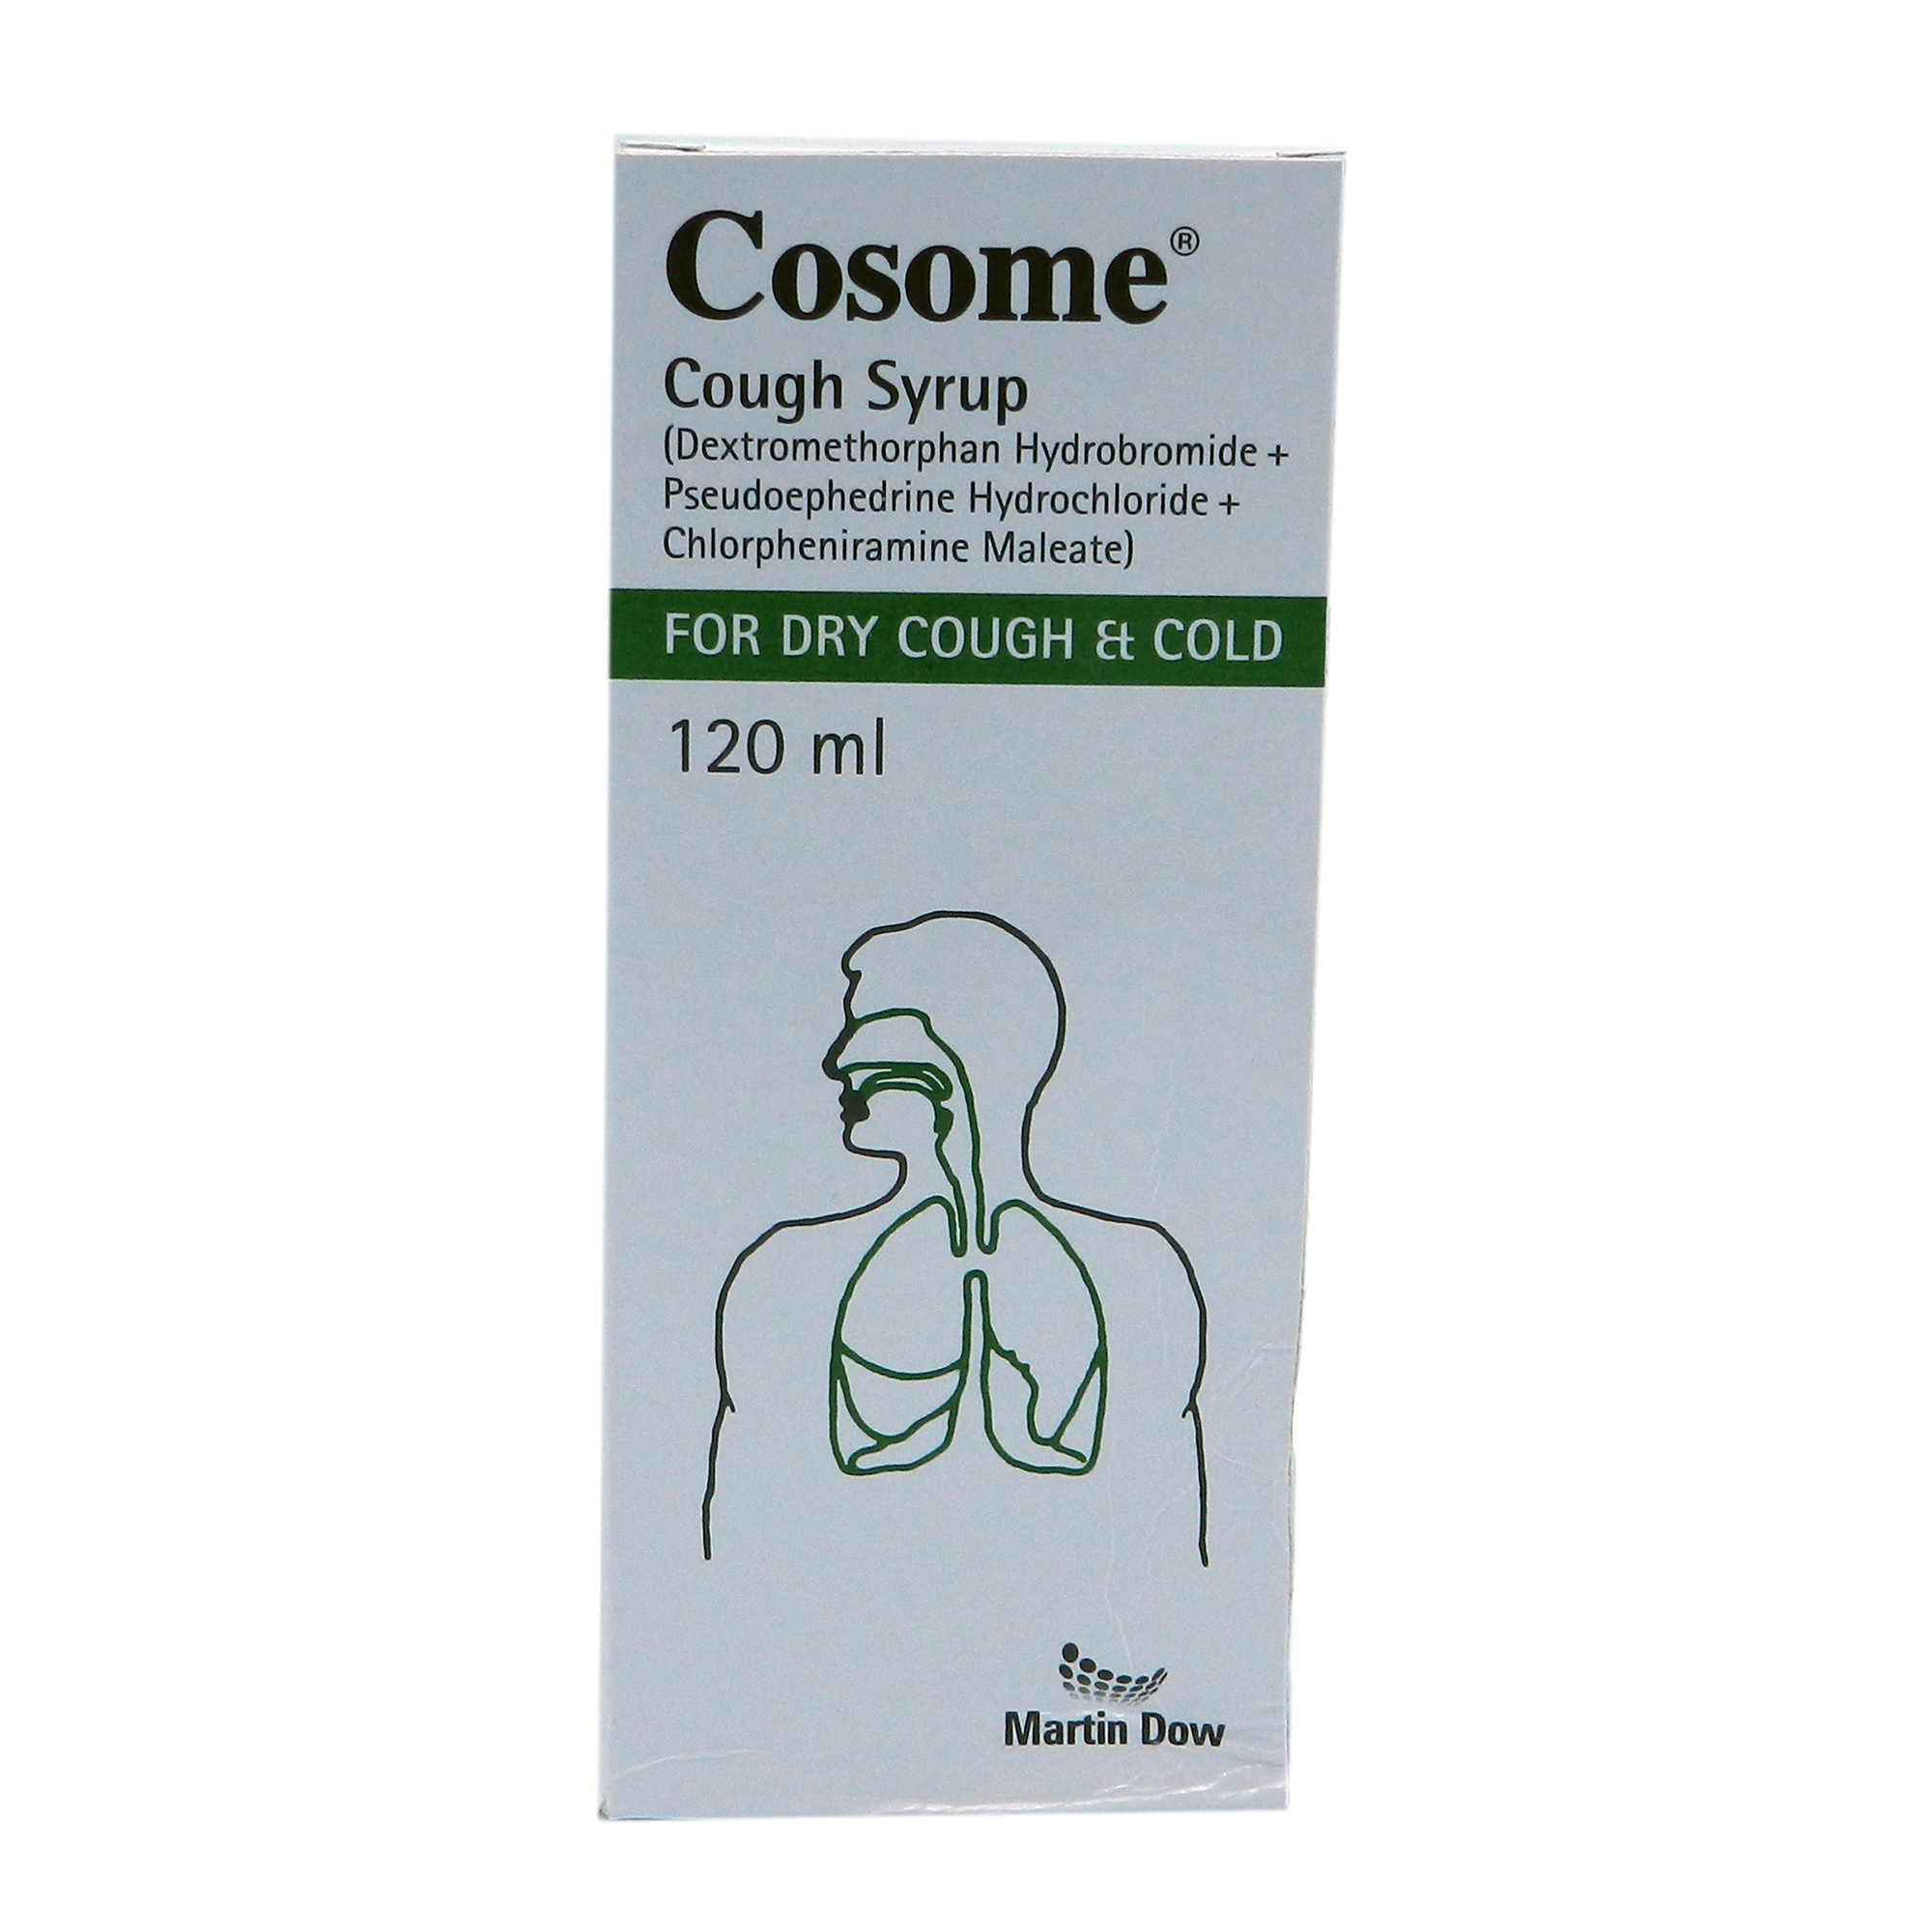 Cosome®
Cough Syrup
(Dextromethorphan Hydrobromide +
Pseudoephedrine Hydrochloride +
Chlorpheniramine Maleate)
FOR DRY COUGH & COLD
120 ml
Martin Dow